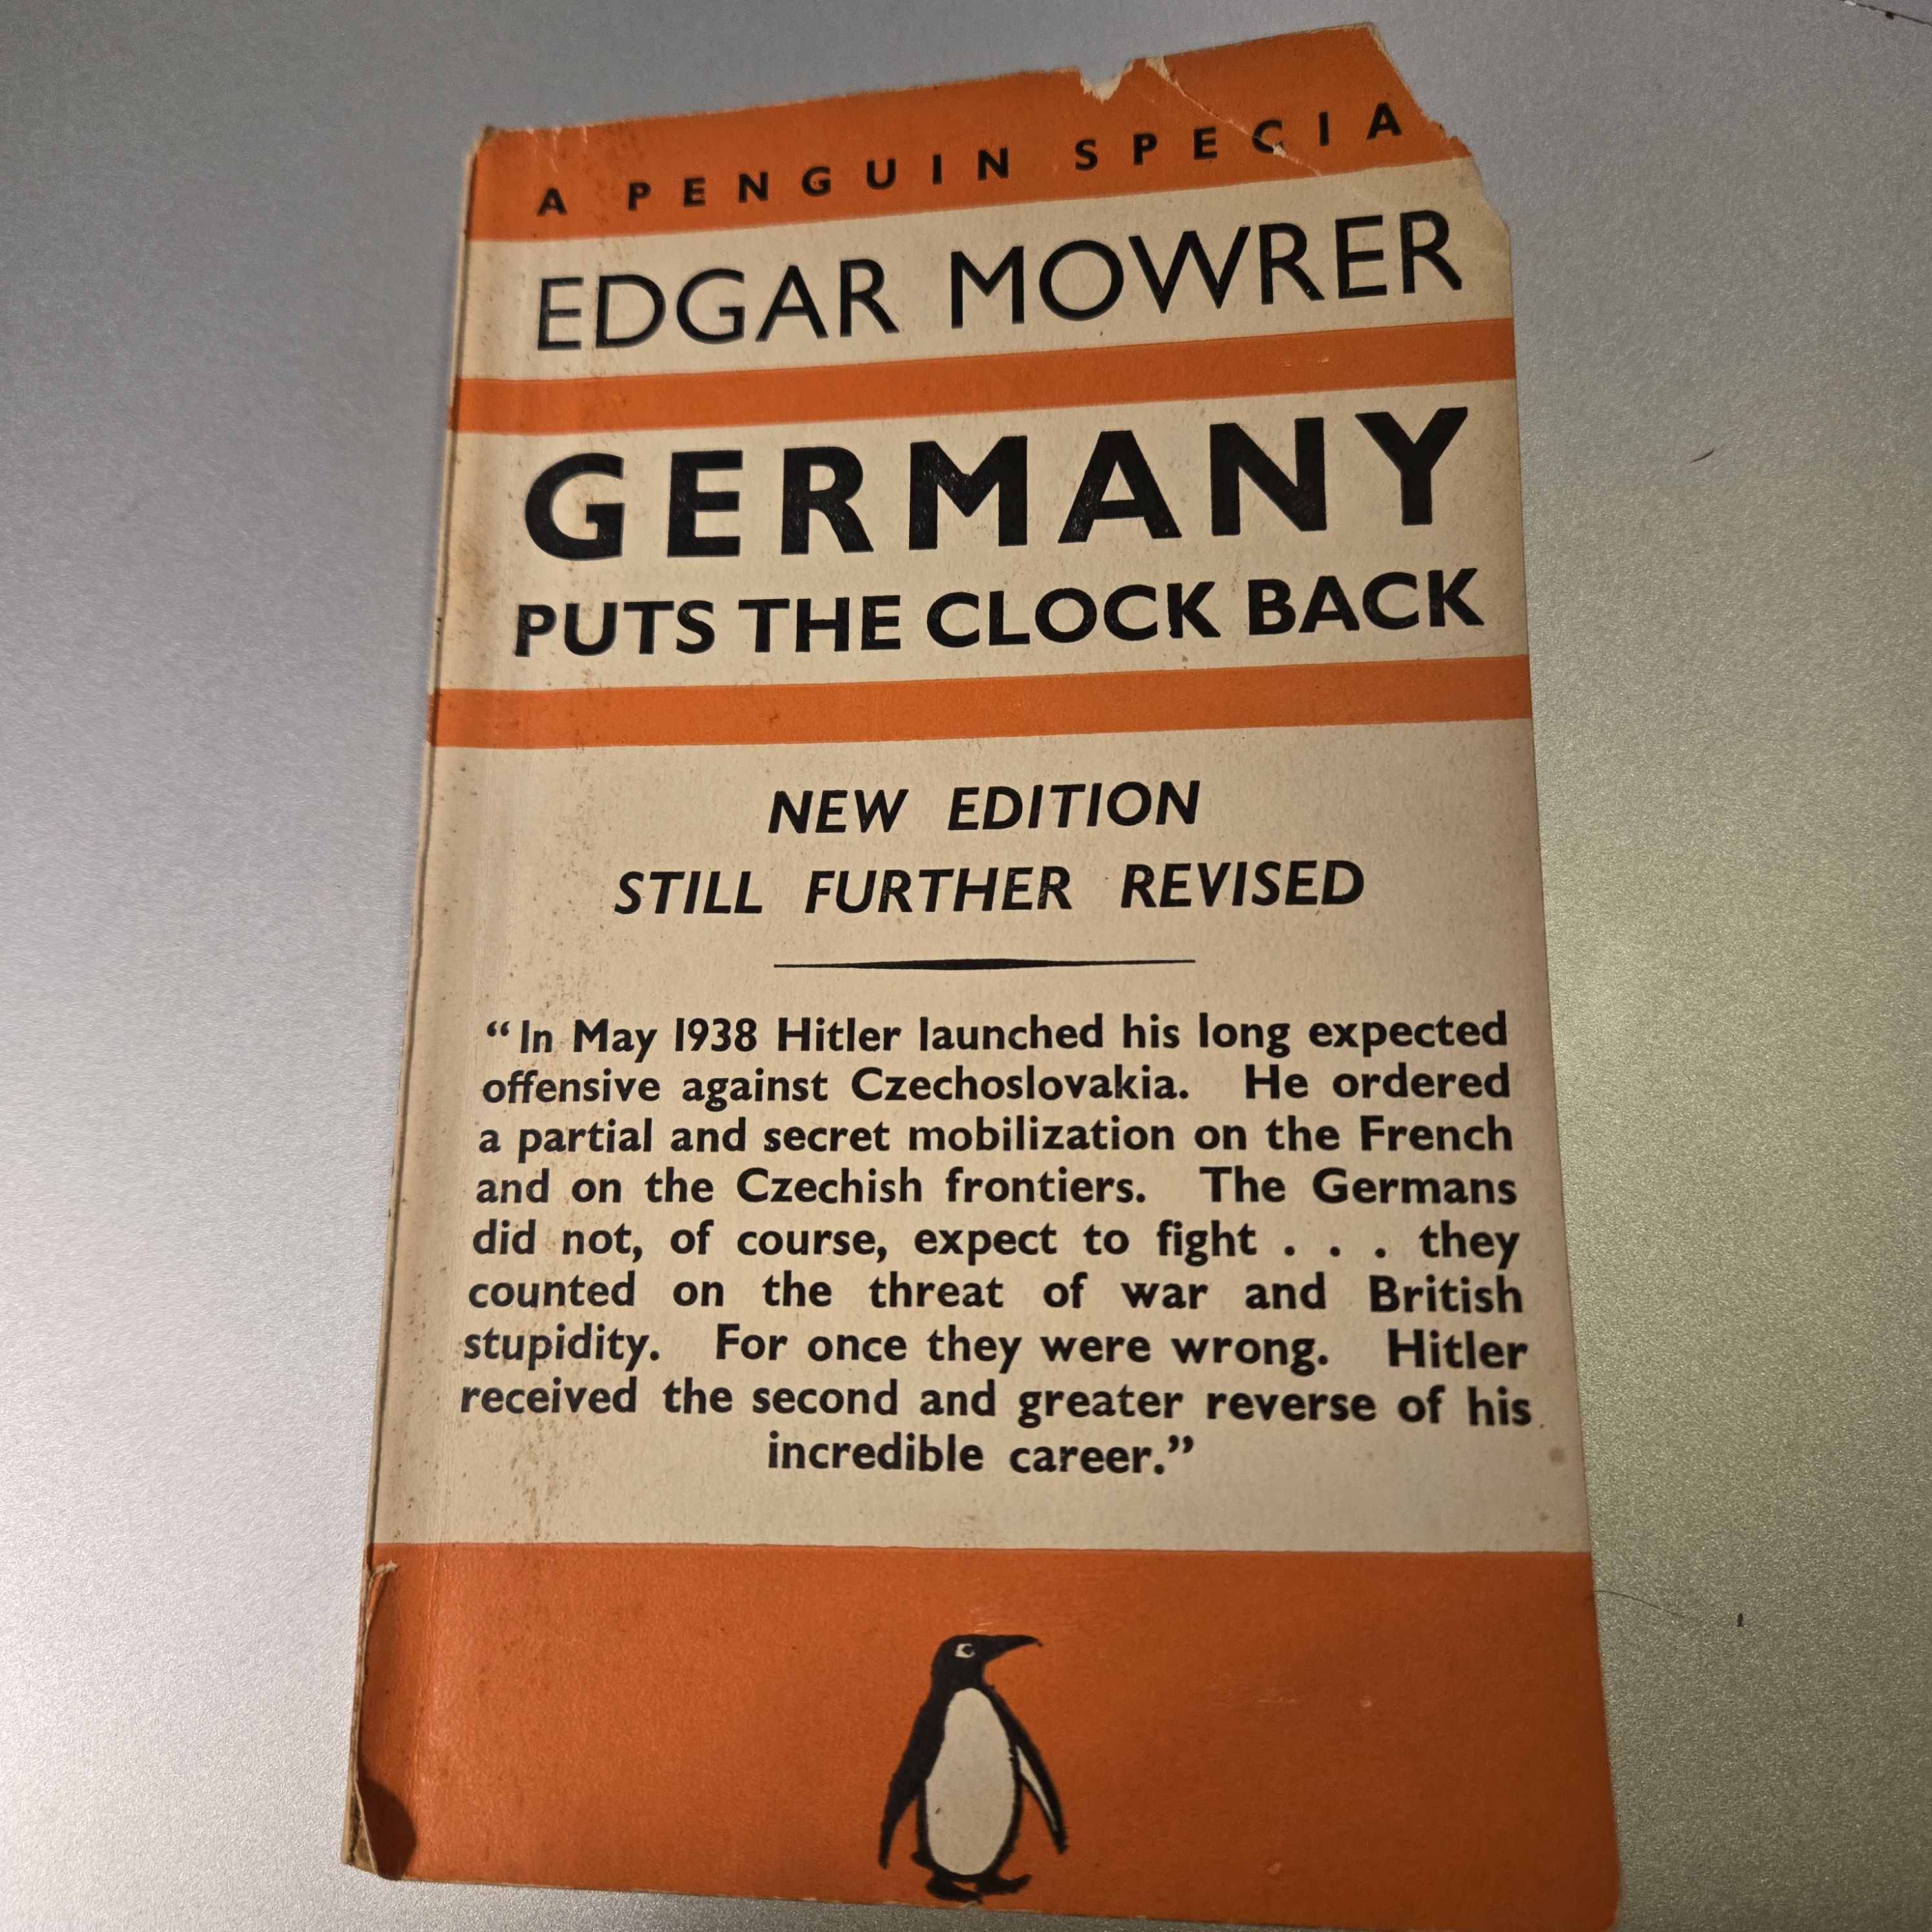 A PENGUIN SPECIA
EDGAR MOWRER
GERMANY
PUTS THE CLOCK BACK
NEW EDITION
STILL FURTHER REVISED
“In May 1938 Hitler launched his long expected
offensive against Czechoslovakia. He ordered
a partial and secret mobilization on the French
and on the Czechish frontiers. The Germans
did not, of course, expect to fight . . . they
counted on the threat of war and British
stupidity. For once they were wrong. Hitler
received the second and greater reverse of his
incredible career.”